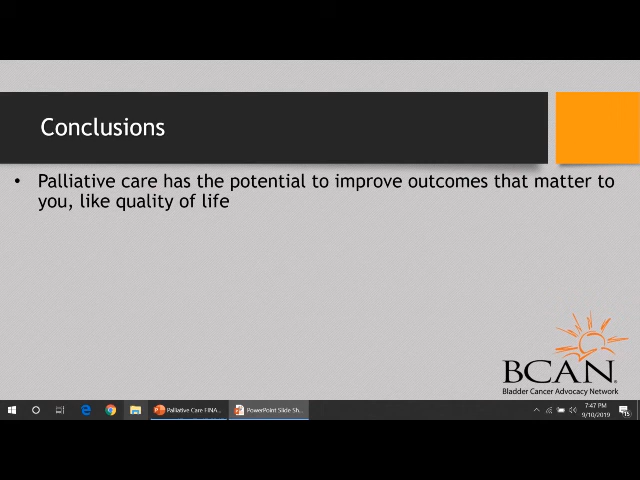 Conclusions
• Palliative care has the potential to improve outcomes that matter to
you, like quality of life
BCAN
Bladder Cancer Advocacy Network
Palliative Care FINA...
PowerPoint Slide Sh...
7:47 PM
9/10/2019
15